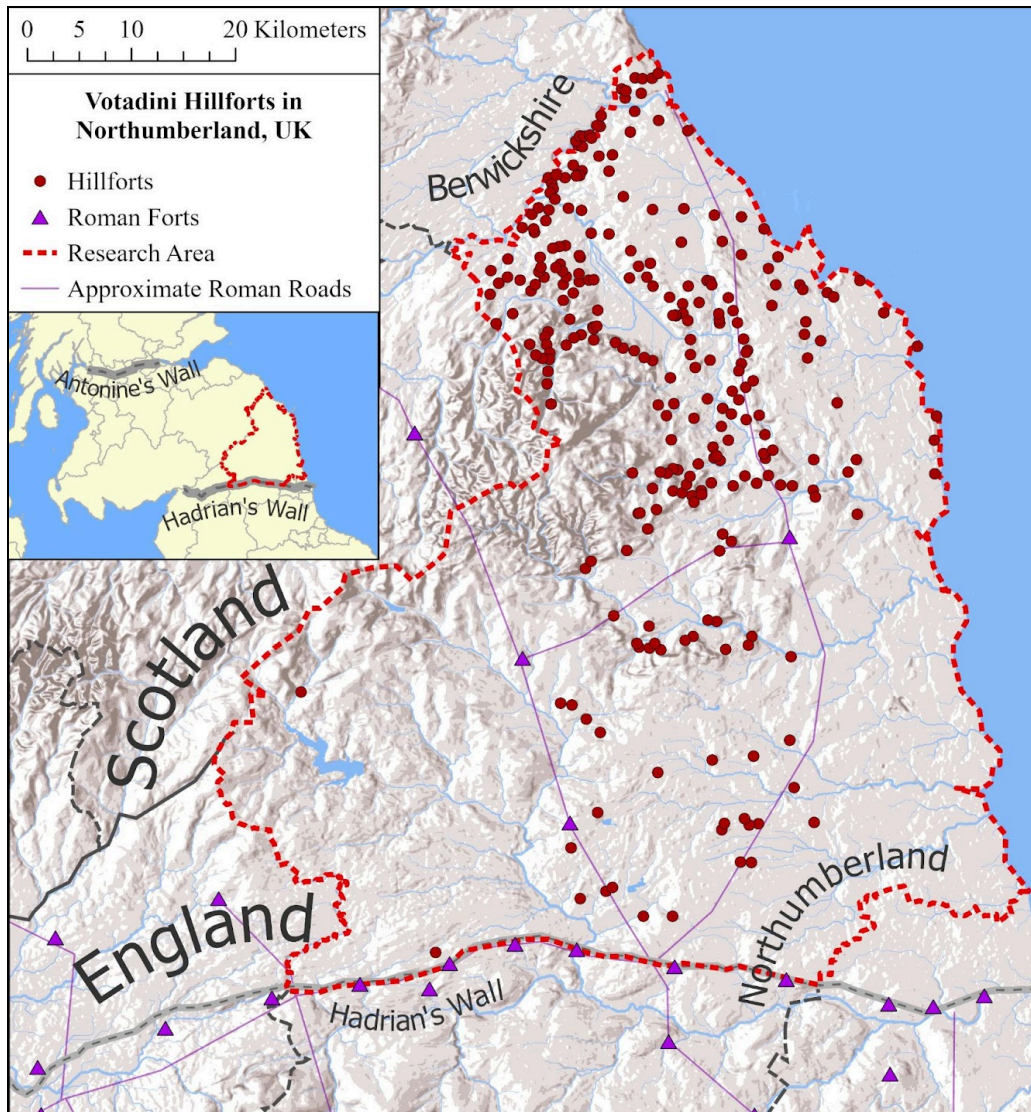 0 5 10 20 Kilometers
Votadini Hillforts in
Northumberland, UK
Hillforts
Roman Forts
Research Area
Approximate Roman Roads
Antonine's Wall
Hadrian's Wall
Berwickshire
Scotland
England
Hadrian's Wall
Northumberland